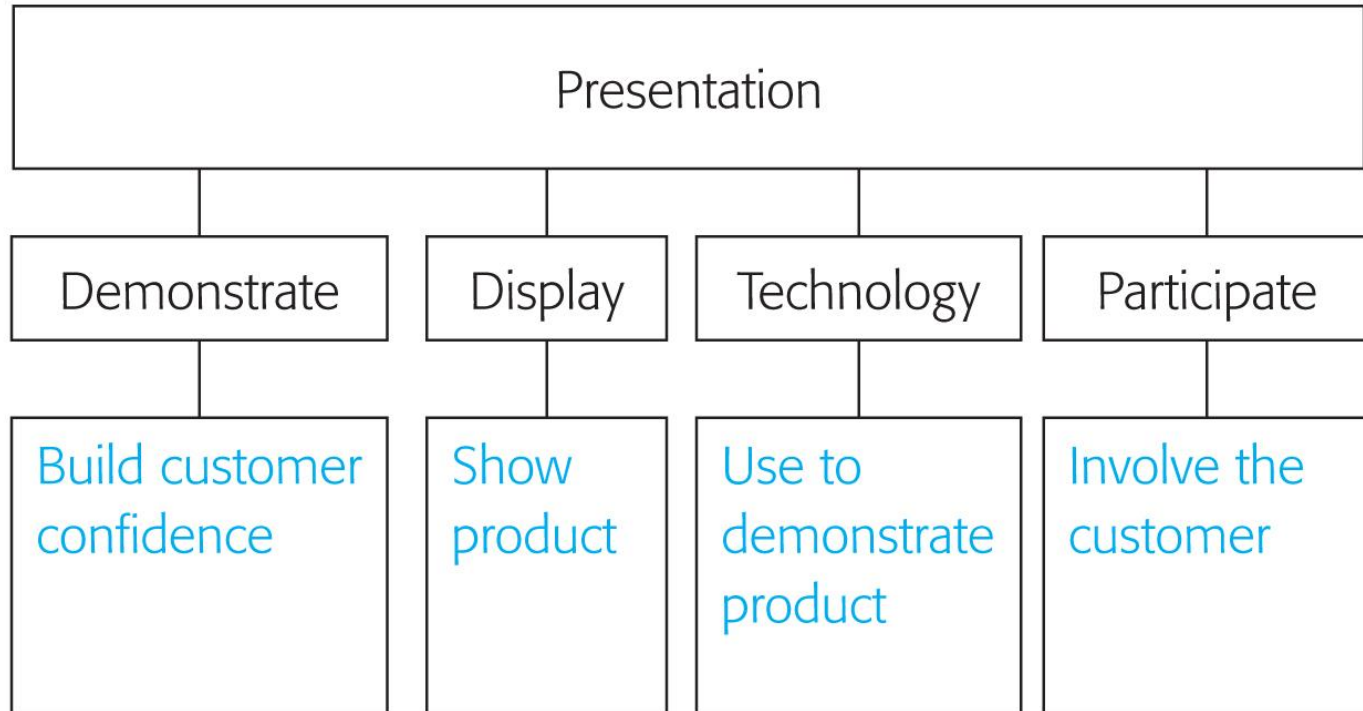 Presentation
Demonstrate
Display
Technology
Participate
Build customer
confidence
Show
product
Use to
demonstrate
product
Involve the
customer